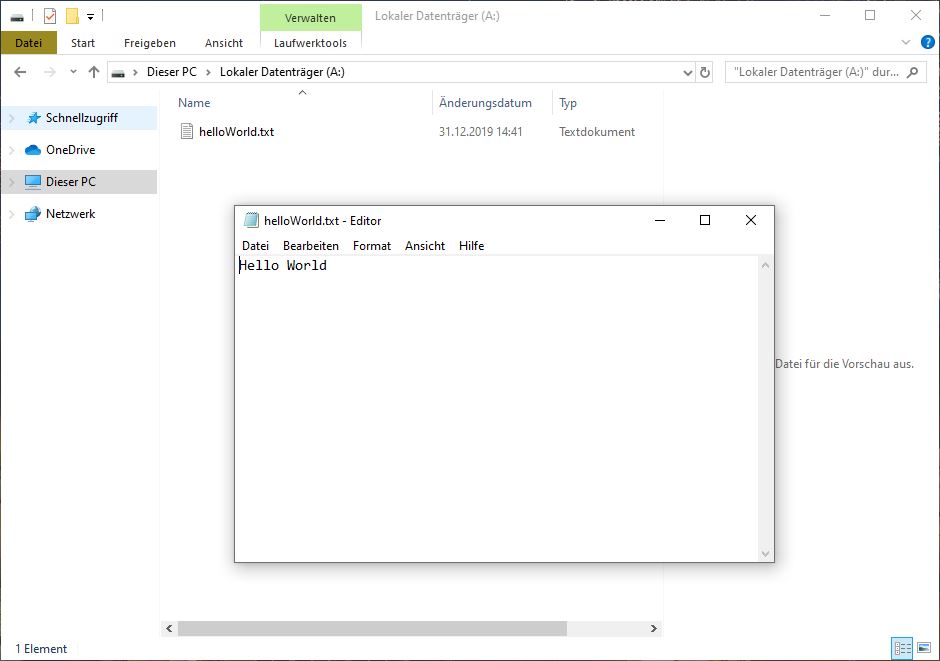 Verwalten
Lokaler Datenträger (A:)
Datei Start Freigeben Ansicht Laufwerktools
?
Dieser PC Lokaler Datenträger (A:)
"Lokaler Datenträger (A:)" dur...
Name Änderungsdatum Typ
helloWorld.txt 31.12.2019 14:41 Textdokument
Schnellzugriff
OneDrive
Dieser PC
Netzwerk
helloWorld.txt - Editor
Datei Bearbeiten Format Ansicht Hilfe
Hello World
Datei für die Vorschau aus.
1 Element